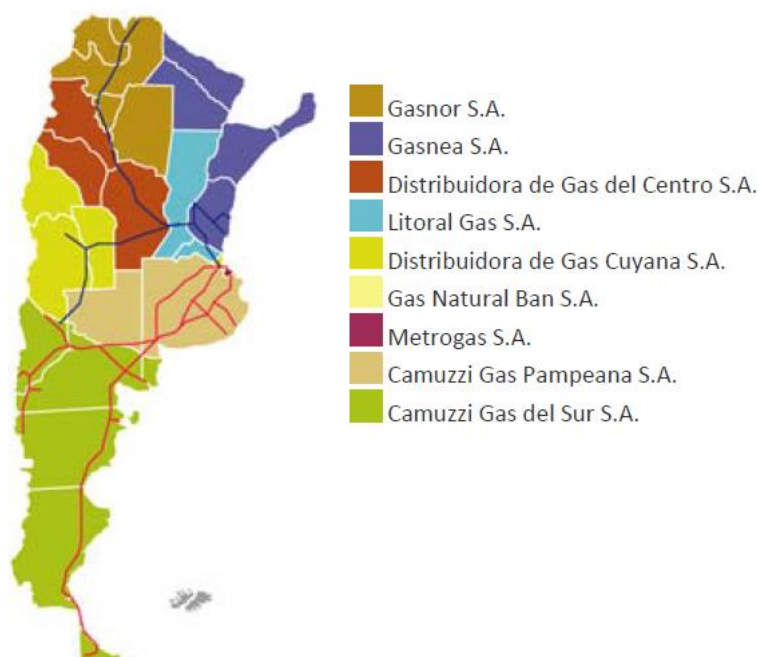 Gasnor S.A.
Gasnea S.A.
Distribuidora de Gas del Centro S.A.
Litoral Gas S.A.
Distribuidora de Gas Cuyana S.A.
Gas Natural Ban S.A.
Metrogas S.A.
Camuzzi Gas Pampeana S.A.
Camuzzi Gas del Sur S.A.